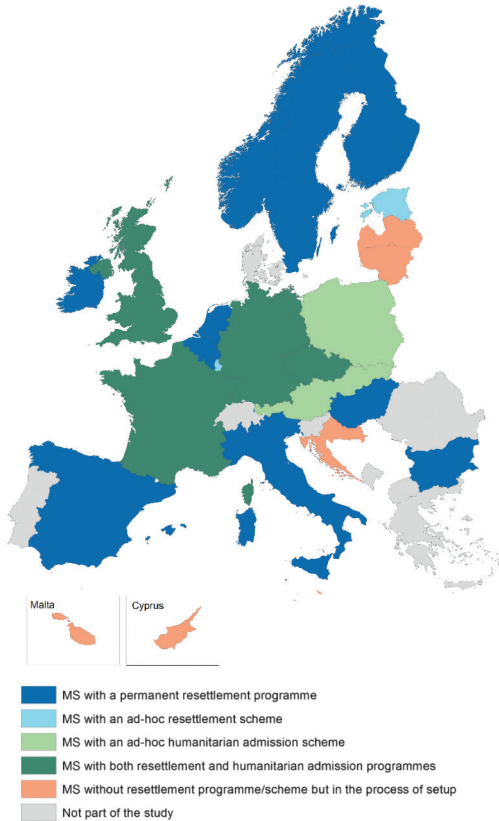 Malta
Cyprus
MS with a permanent resettlement programme
MS with an ad-hoc resettlement scheme
MS with an ad-hoc humanitarian admission scheme
MS with both resettlement and humanitarian admission programmes
MS without resettlement programme/scheme but in the process of setup
Not part of the study